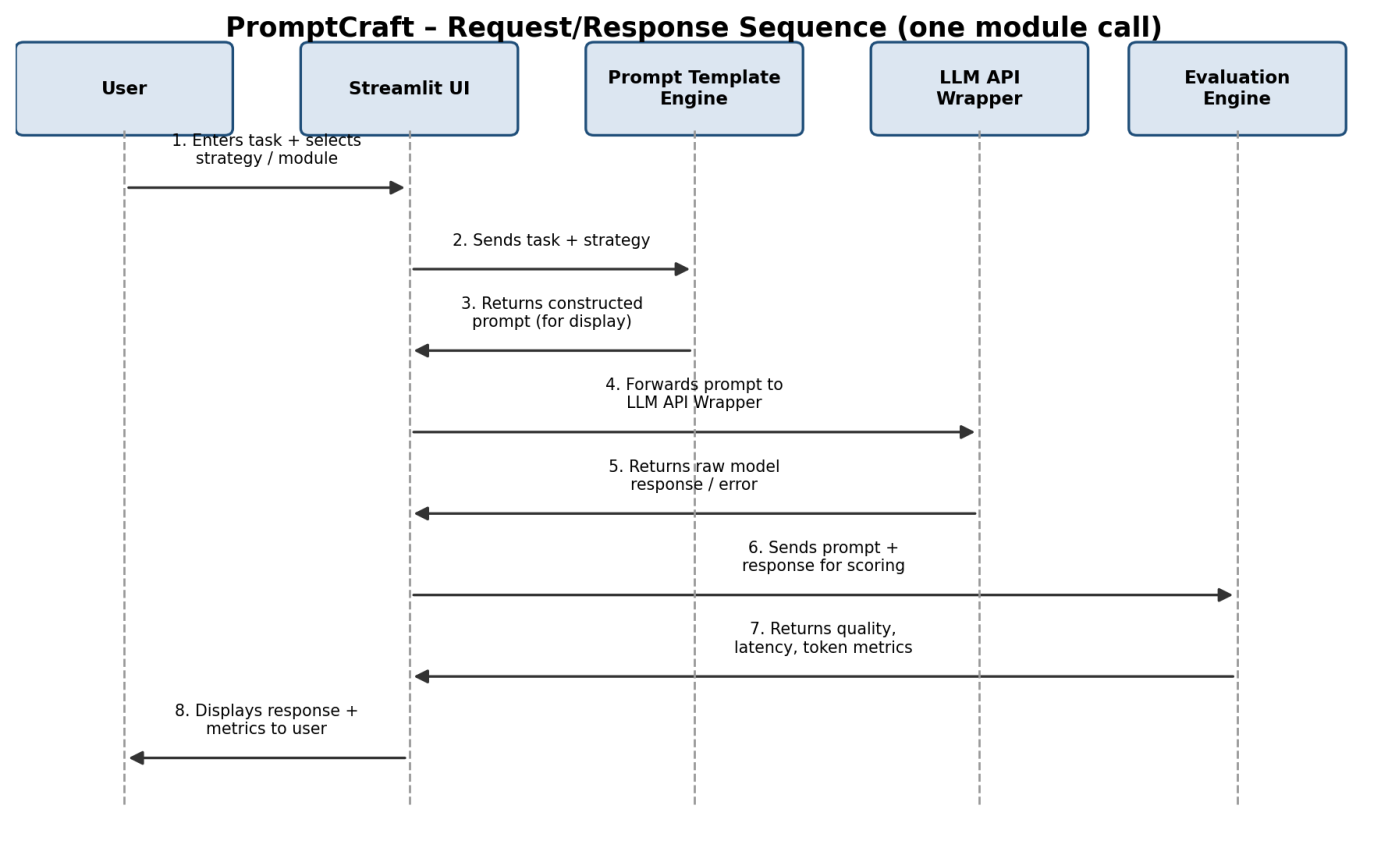 PromptCraft – Request/Response Sequence (one module call)
User
Streamlit UI
Prompt Template
Engine
LLM API
Wrapper
Evaluation
Engine
1. Enters task + selects
strategy / module
2. Sends task + strategy
3. Returns constructed
prompt (for display)
4. Forwards prompt to
LLM API Wrapper
5. Returns raw model
response / error
6. Sends prompt +
response for scoring
7. Returns quality,
latency, token metrics
8. Displays response +
metrics to user